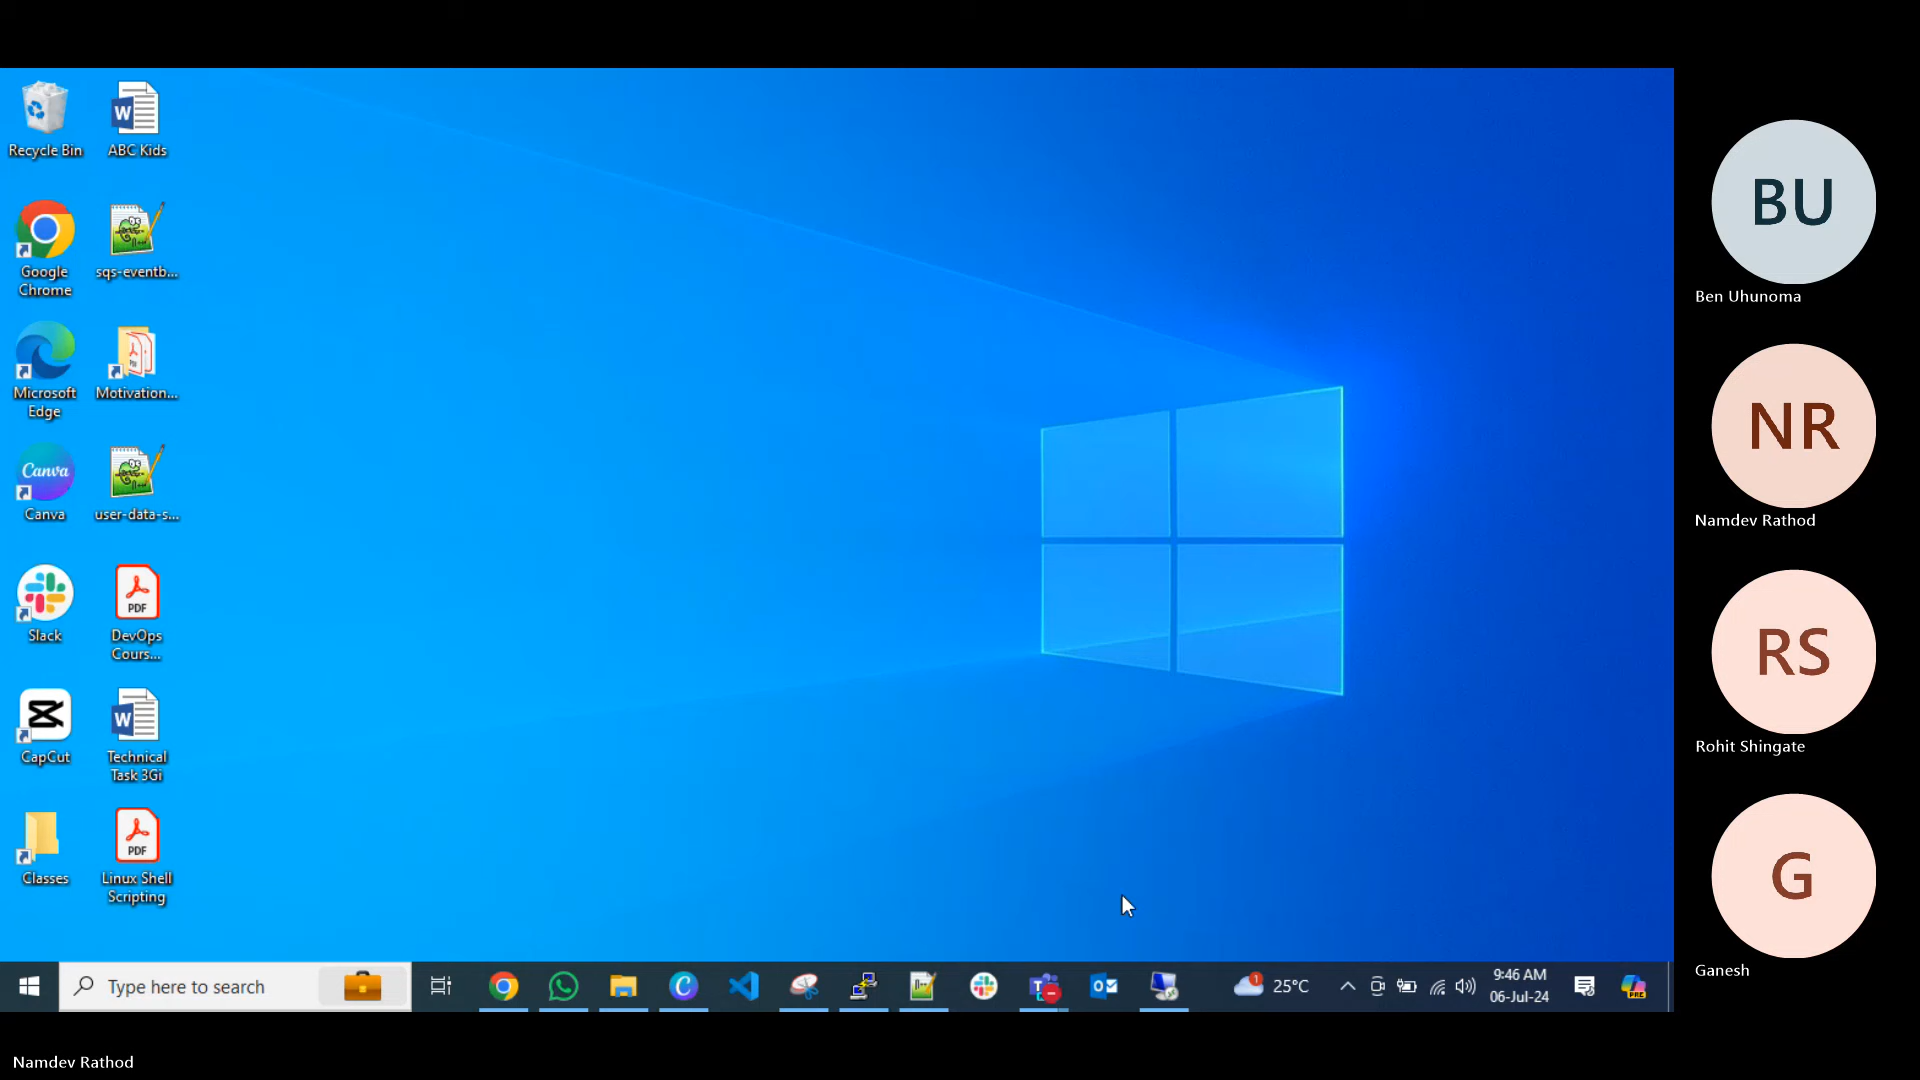 Recycle Bin
ABC Kids
Google
Chrome
sqs-eventb...
Microsoft
Edge
Motivation...
Canva
Canva
user-data-s...
Slack
PDF
DevOps
Cours...
CapCut
W
Technical
Task 3Gi
Classes
PDF
Linux Shell
Scripting
Type here to search
25°C
9:46 AM
06-Jul-24
BU
Ben Uhunoma
NR
Namdev Rathod
RS
Rohit Shingate
G
Ganesh
Namdev Rathod